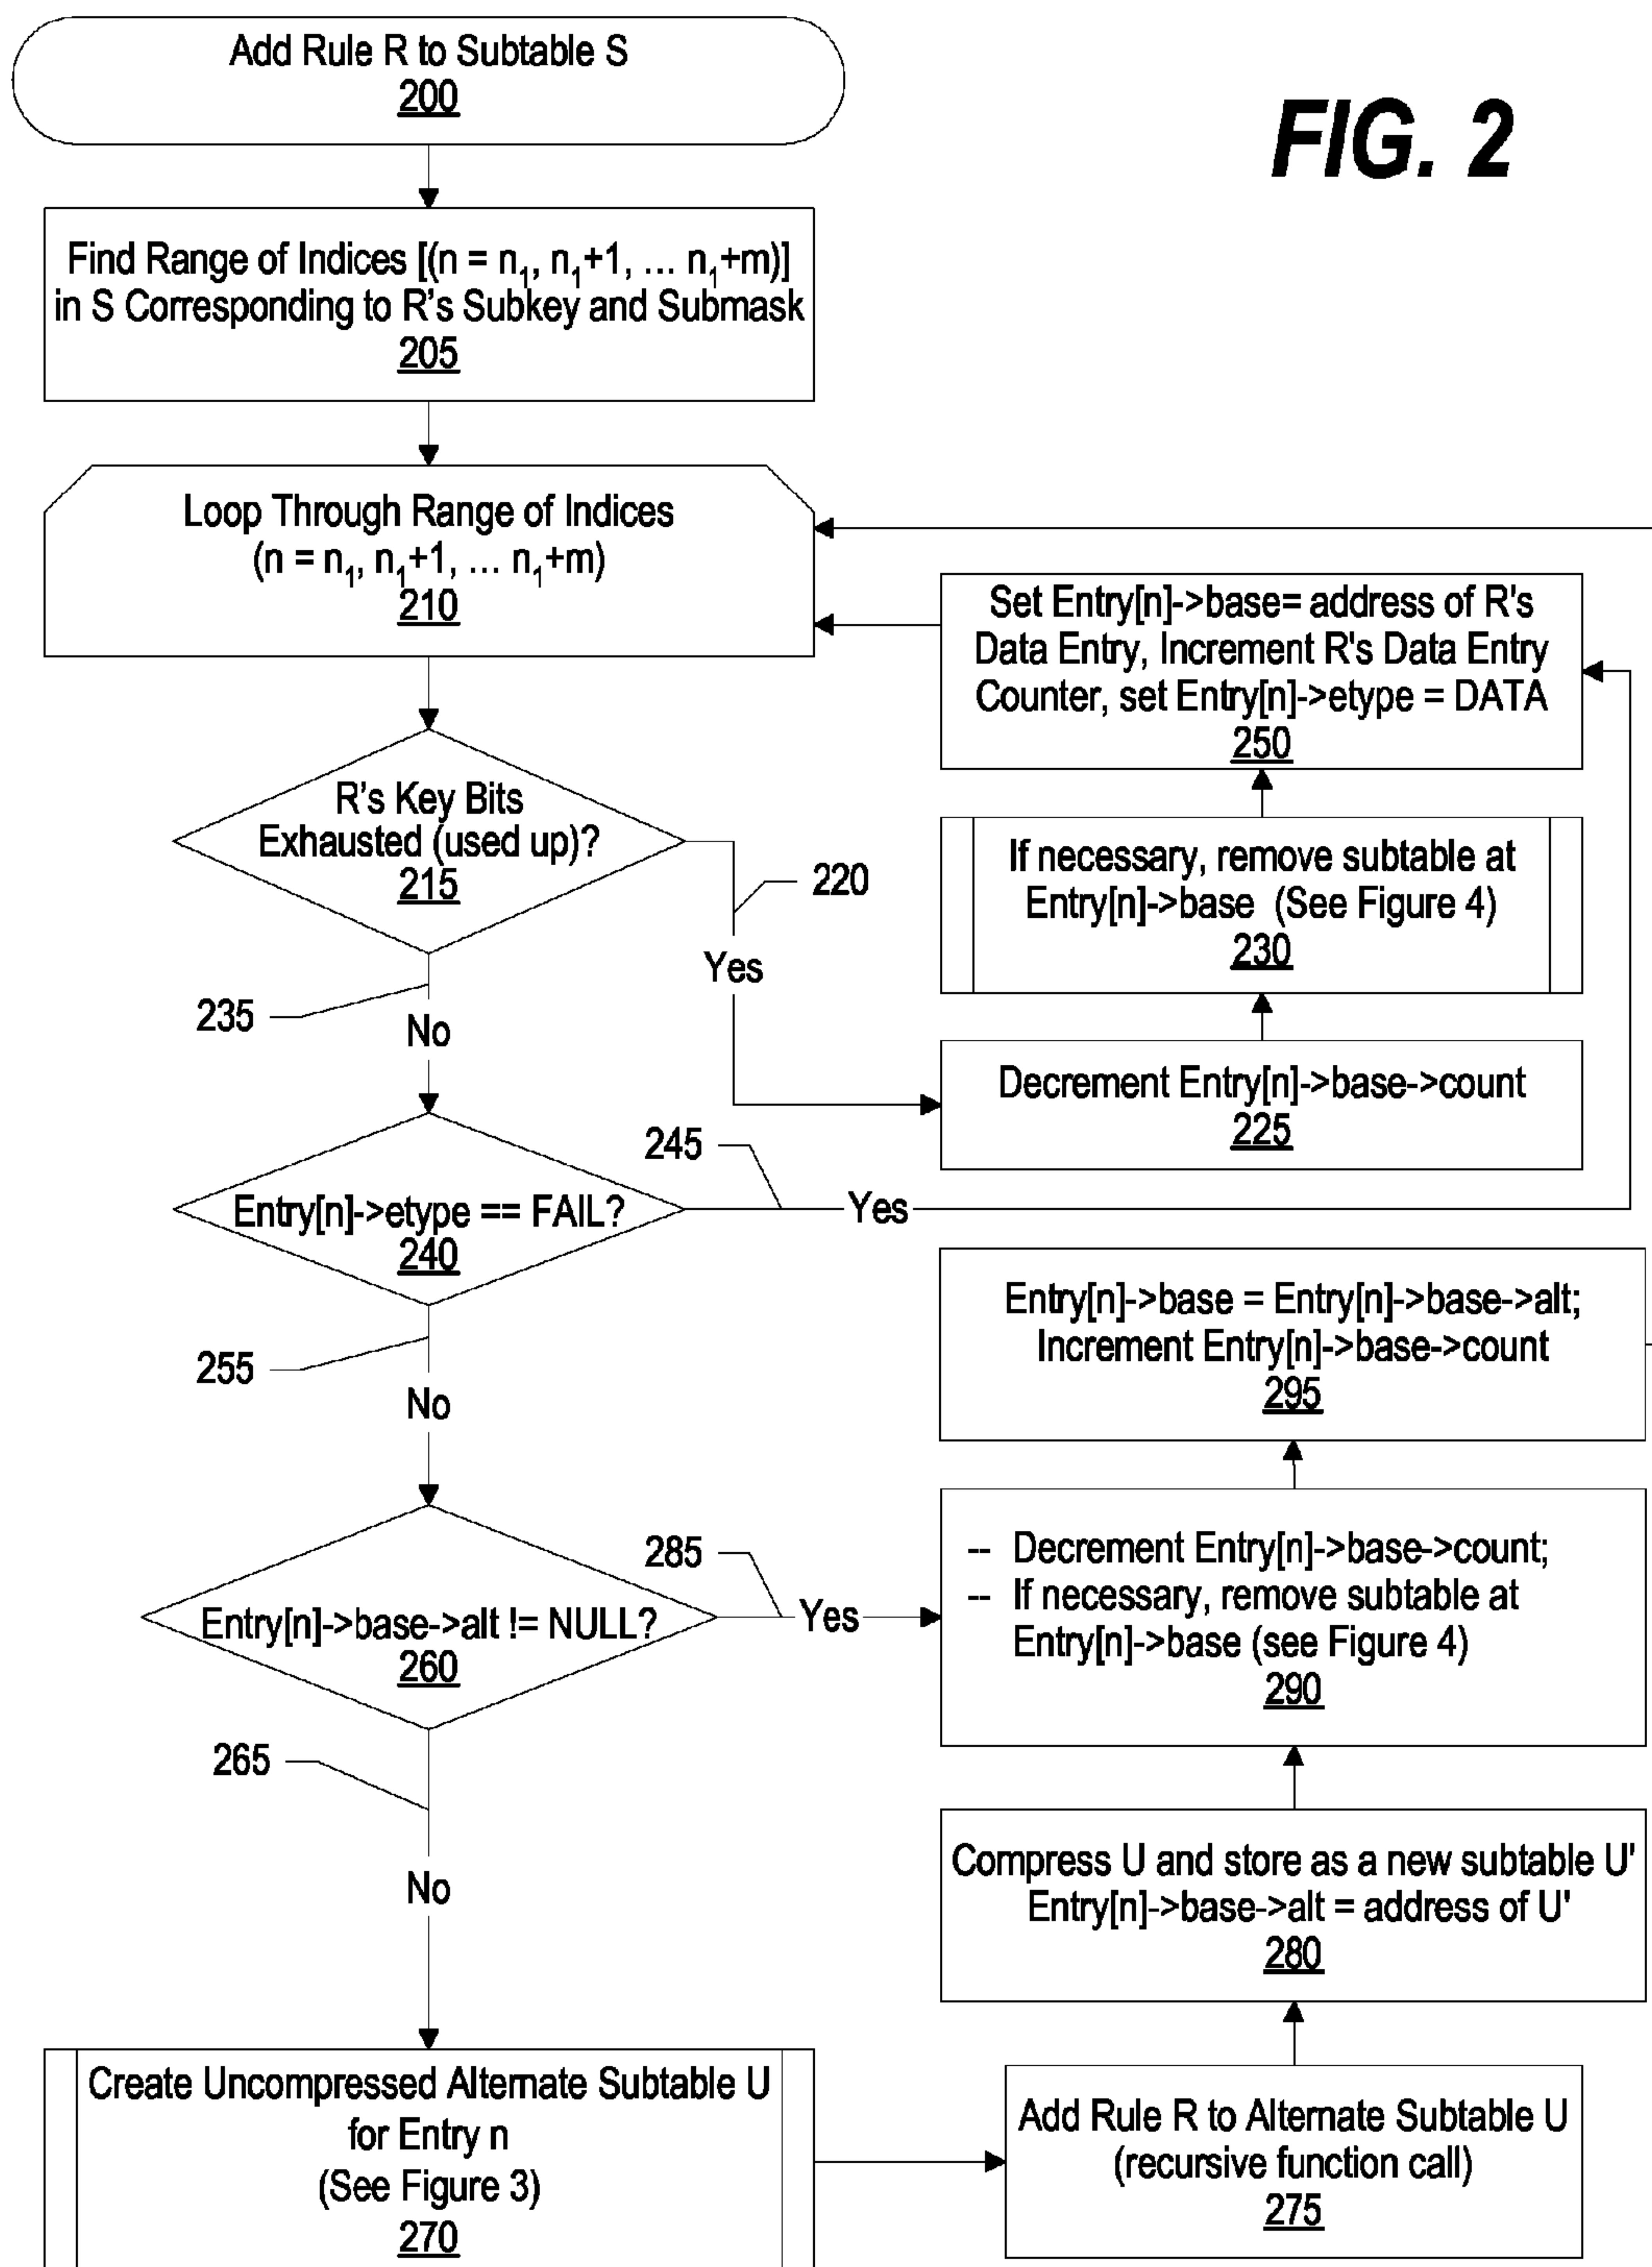 FIG. 2
Add Rule R to Subtable S
200
Find Range of Indices [(n = n₁, n₁+1, ... n₁+m)]
in S Corresponding to R's Subkey and Submask
205
Loop Through Range of Indices
(n = n₁, n₁+1, ... n₁+m)
210
R's Key Bits
Exhausted (used up)?
215
220
Yes
235
No
Set Entry[n]->base= address of R's
Data Entry, Increment R's Data Entry
Counter, set Entry[n]->etype = DATA
250
If necessary, remove subtable at
Entry[n]->base (See Figure 4)
230
Decrement Entry[n]->base->count
225
Entry[n]->etype == FAIL?
240
245
Yes
255
No
Entry[n]->base->alt != NULL?
260
285
Yes
265
No
Entry[n]->base = Entry[n]->base->alt;
Increment Entry[n]->base->count
295
-- Decrement Entry[n]->base->count;
-- If necessary, remove subtable at
Entry[n]->base (see Figure 4)
290
Compress U and store as a new subtable U'
Entry[n]->base->alt = address of U'
280
Create Uncompressed Alternate Subtable U
for Entry n
(See Figure 3)
270
Add Rule R to Alternate Subtable U
(recursive function call)
275